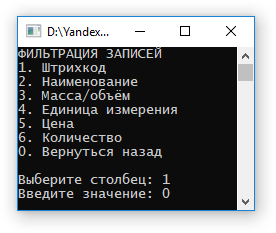 D:\Yandex...
ФИЛЬТРАЦИЯ ЗАПИСЕЙ
1. Штрихкод
2. Наименование
3. Масса/объём
4. Единица измерения
5. Цена
6. Количество
0. Вернуться назад
Выберите столбец: 1
Введите значение: 0